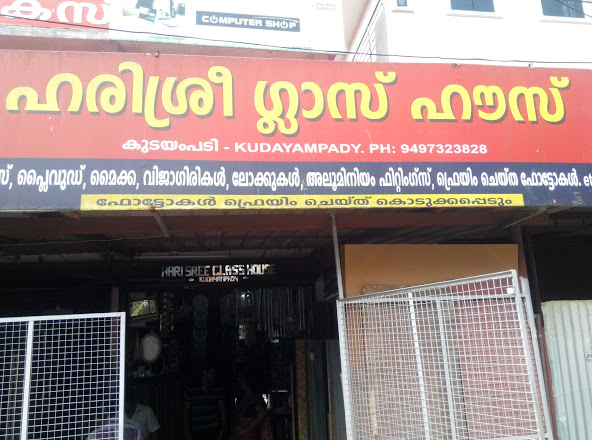 COMPUTER SHOP
ഹരിശ്രീ ഗ്ലാസ് ഹൗസ്
കുടയംപടി - KUDAYAMPADY. PH: 9497323828
സ്, പ്ലൈവുഡ്, മൈക്ക, വിജാഗിരികൾ, ലോക്കുകൾ, അലൂമിനിയം ഫിറ്റിംഗ്സ്, ഫ്രെയിം ചെയ്ത ഫോട്ടോകൾ. et
ഫോട്ടോകൾ ഫ്രെയിം ചെയ്ത് കൊടുക്കപ്പെടും
HARI SREE GLASS HOUSE
KUDAYAMPADY